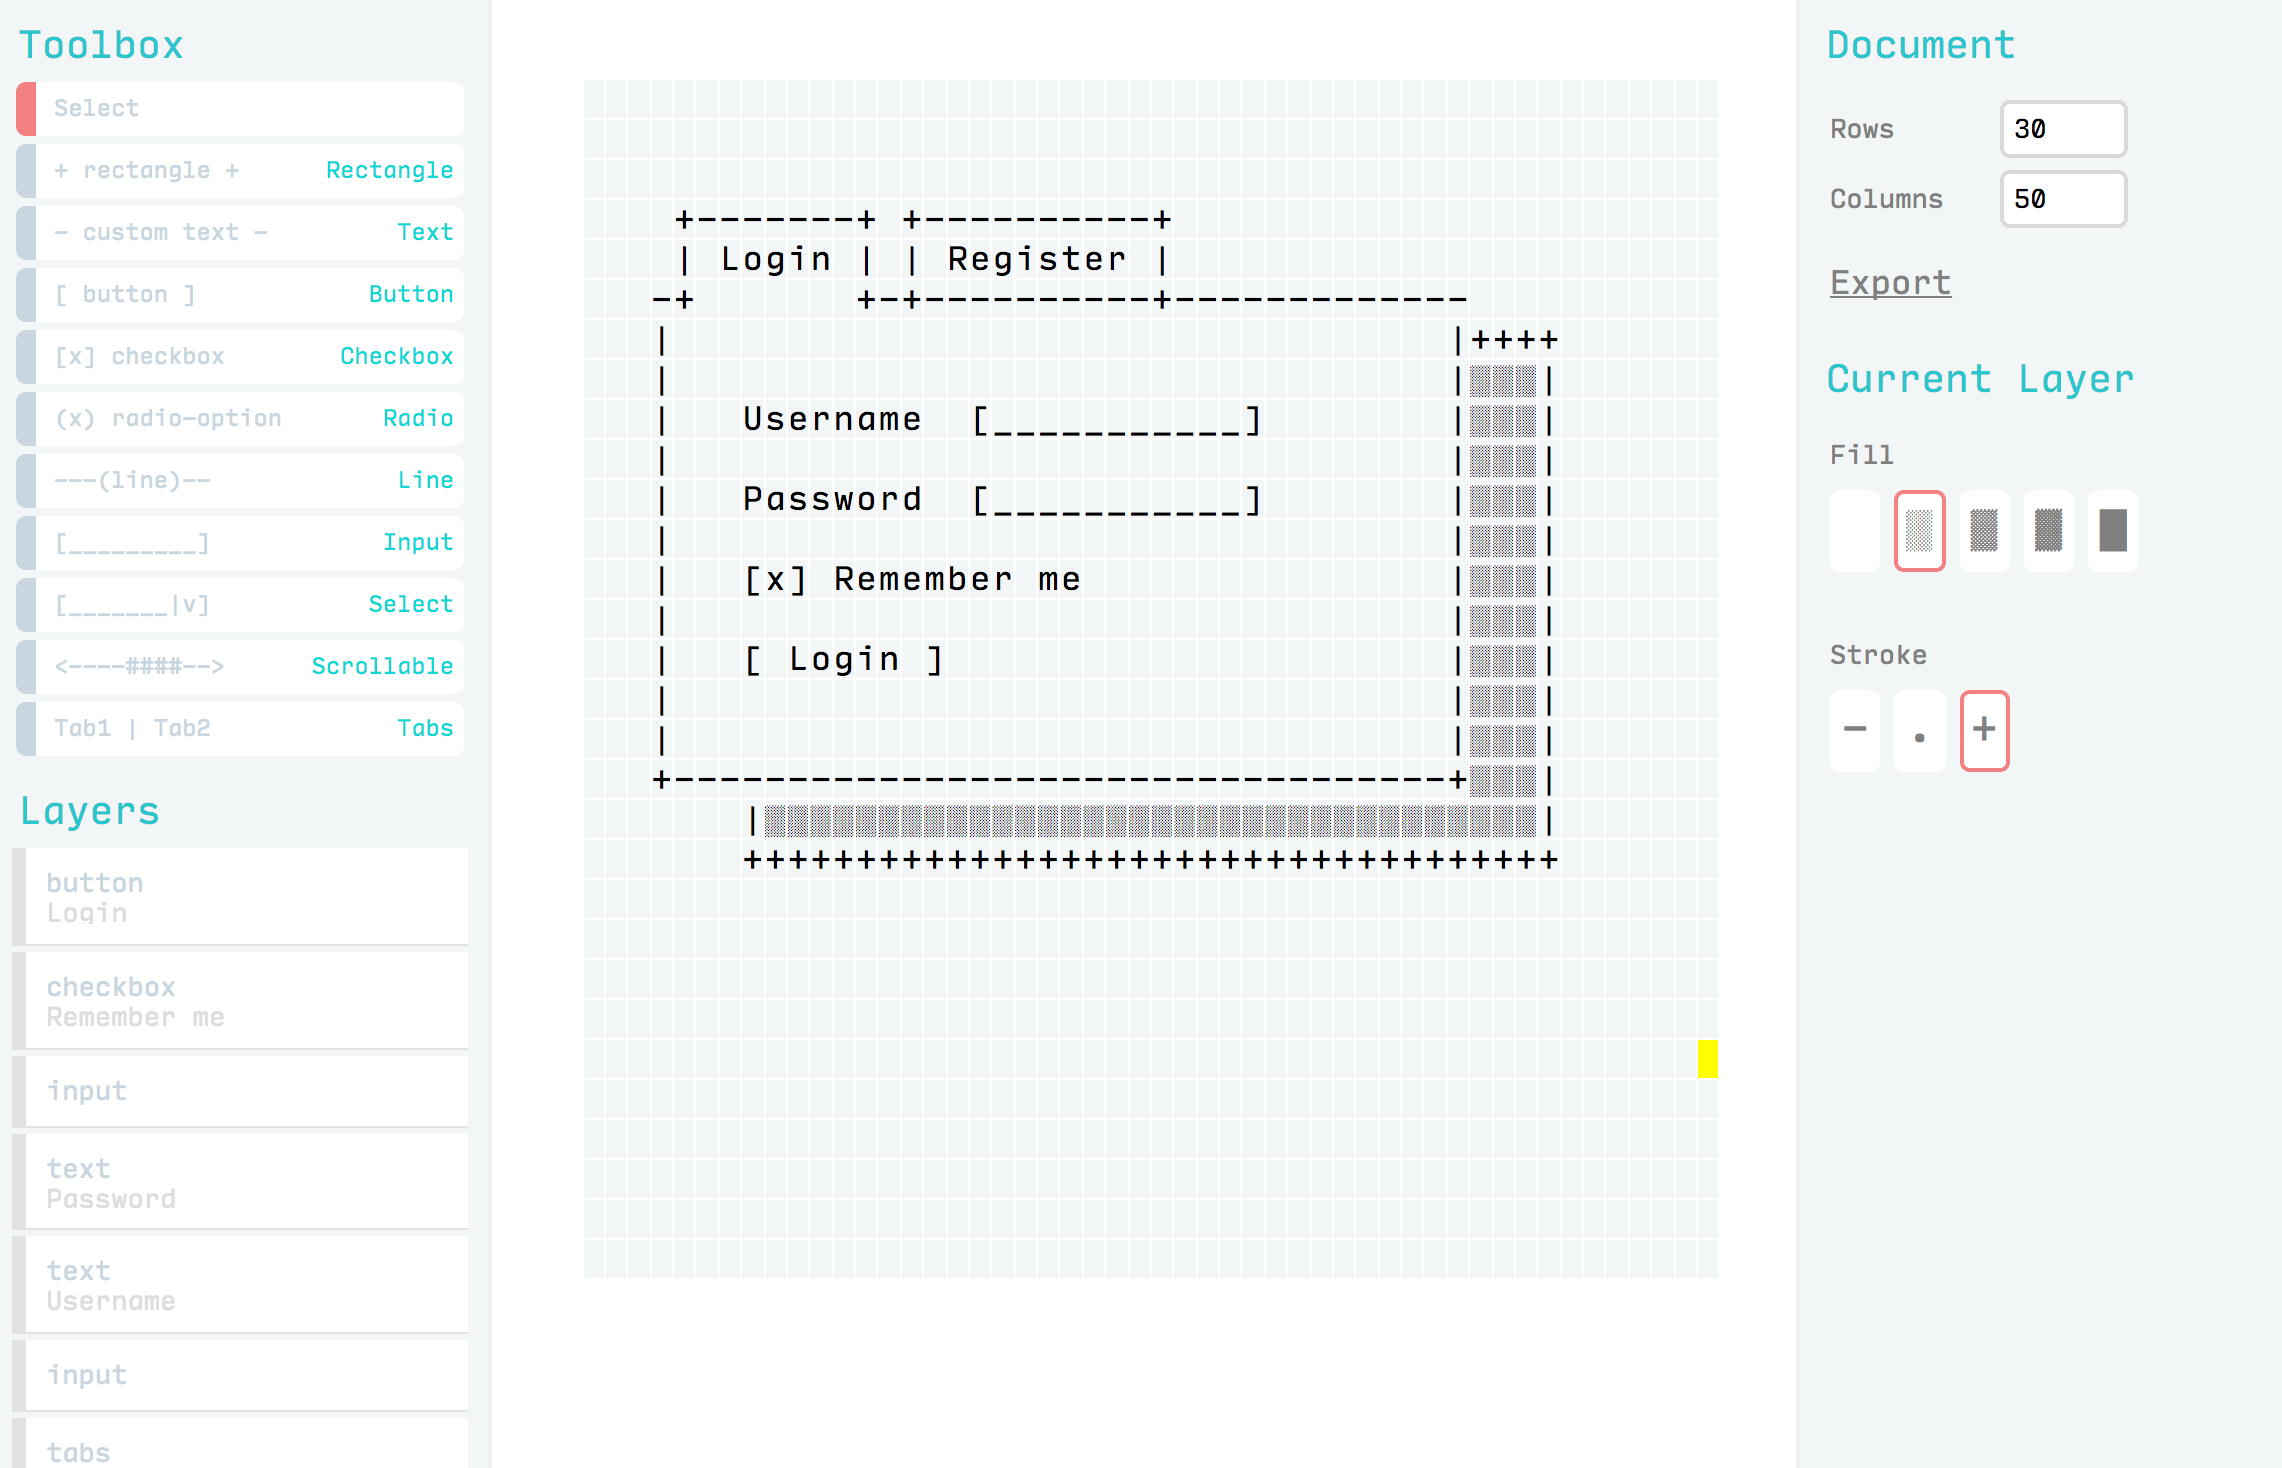 Toolbox
Select
+ rectangle + Rectangle
- custom text - Text
[ button ] Button
[x] checkbox Checkbox
(x) radio-option Radio
---(line)-- Line
[_________] Input
[_______|v] Select
<----####--> Scrollable
Tab1 | Tab2 Tabs
Layers
button
Login
checkbox
Remember me
input
text
Password
text
Username
input
tabs
+-------+ +----------+
| Login | | Register |
-+       +-+----------+-------------
|                                  |++++
|                                  |▒▒▒|
|   Username  [___________]        |▒▒▒|
|                                  |▒▒▒|
|   Password  [___________]        |▒▒▒|
|                                  |▒▒▒|
|   [x] Remember me                |▒▒▒|
|                                  |▒▒▒|
|   [ Login ]                      |▒▒▒|
|                                  |▒▒▒|
|                                  |▒▒▒|
+----------------------------------+▒▒▒|
|▒▒▒▒▒▒▒▒▒▒▒▒▒▒▒▒▒▒▒▒▒▒▒▒▒▒▒▒▒▒▒▒▒▒|
++++++++++++++++++++++++++++++++++++
Document
Rows 30
Columns 50
Export
Current Layer
Fill
░ ▒ ▓ █
Stroke
- . +